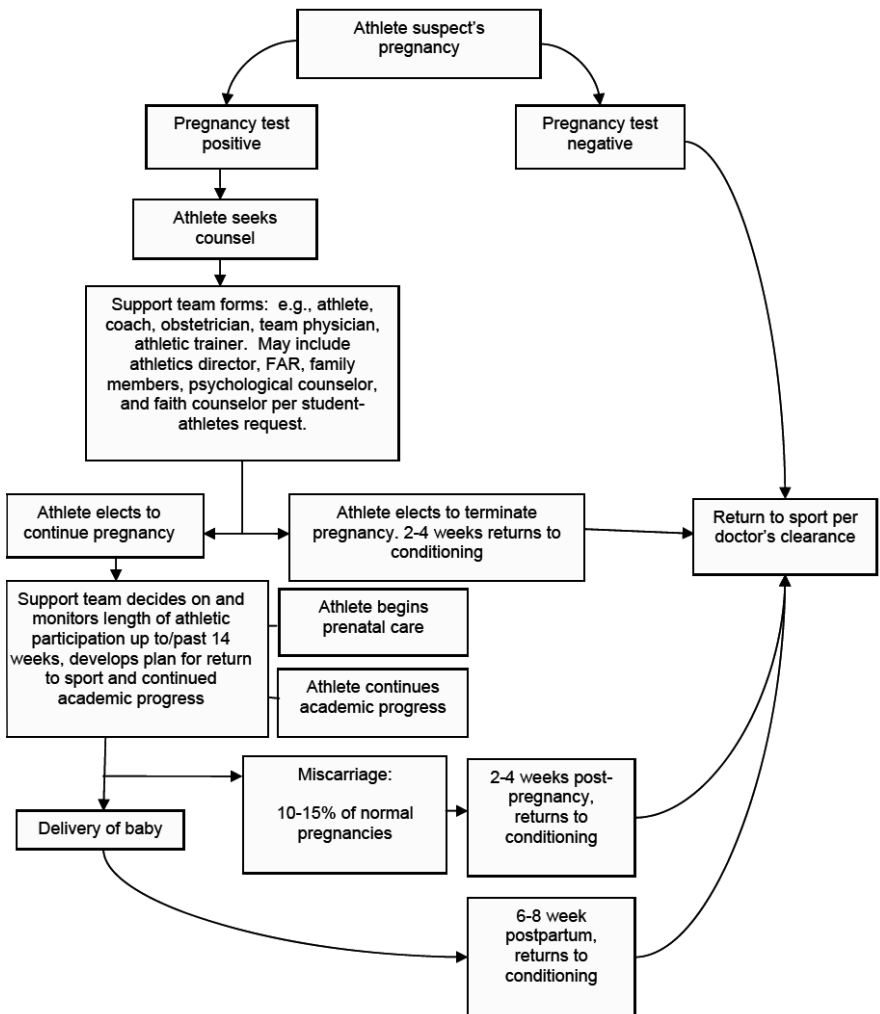 Athlete suspect's
pregnancy
Pregnancy test
positive
Pregnancy test
negative
Athlete seeks
counsel
Support team forms:  e.g., athlete,
coach, obstetrician, team physician,
athletic trainer.  May include
athletics director, FAR, family
members, psychological counselor,
and faith counselor per student-
athletes request.
Athlete elects to
continue pregnancy
Athlete elects to terminate
pregnancy. 2-4 weeks returns to
conditioning
Return to sport per
doctor's clearance
Support team decides on and
monitors length of athletic
participation up to/past 14
weeks, develops plan for return
to sport and continued
academic progress
Athlete begins
prenatal care
Athlete continues
academic progress
Miscarriage:
10-15% of normal
pregnancies
2-4 weeks post-
pregnancy,
returns to
conditioning
Delivery of baby
6-8 week
postpartum,
returns to
conditioning